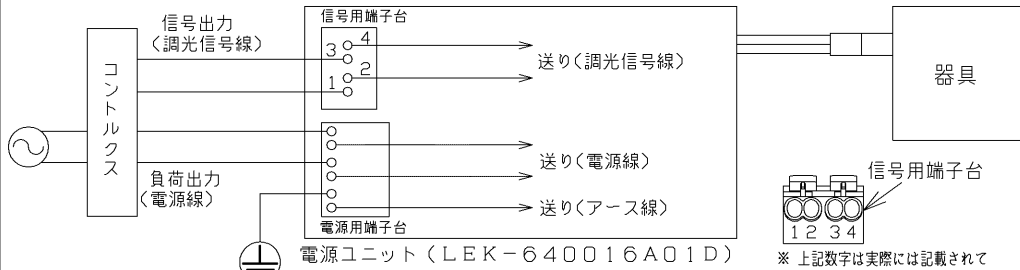 信号出力
(調光信号線)
コントルクス
負荷出力
(電源線)
信号用端子台
3
4
1
2
送り(調光信号線)
送り(電源線)
送り(アース線)
電源用端子台
電源ユニット(LEK-640016A01D)
器具
信号用端子台
1 2 3 4
※ 上記数字は実際には記載されて